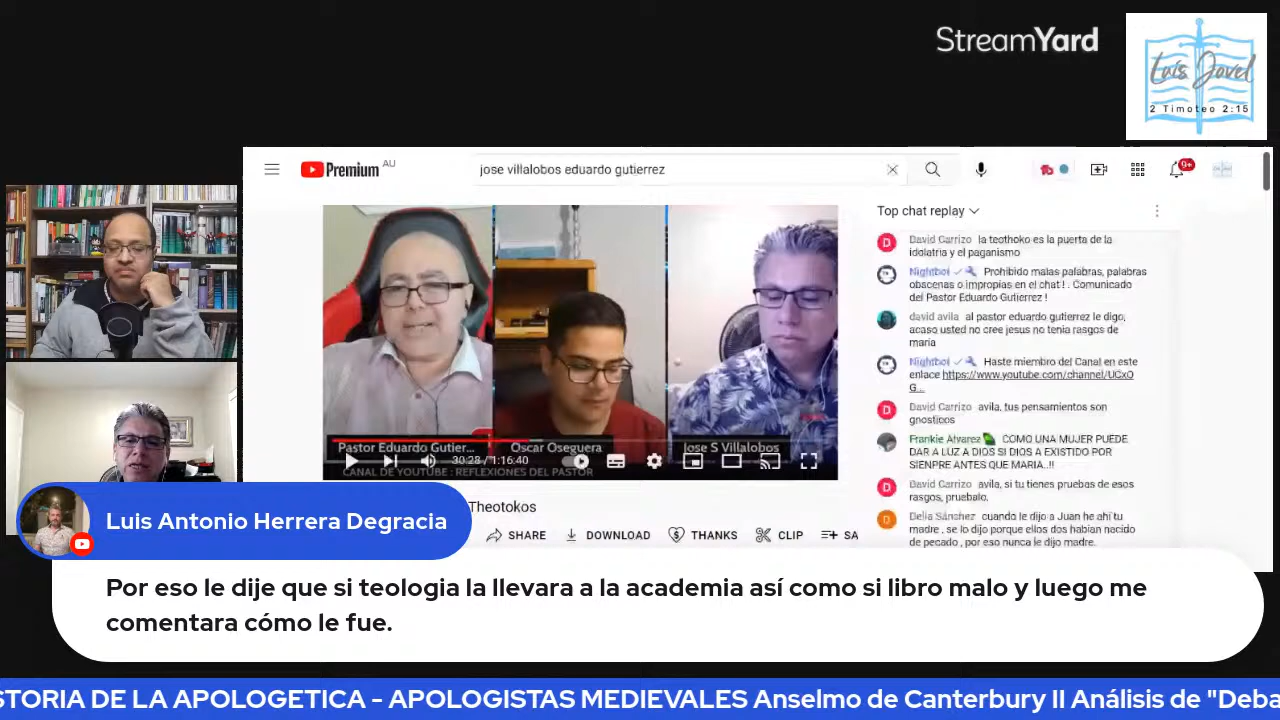 StreamYard
Luis Jovel
2 Timoteo 2:15
Premium AU
jose villalobos eduardo gutierrez
9+
Top chat replay
David Carrizo la teothoko es la puerta de la
idolatria y el paganismo
Nightbot Prohibido malas palabras, palabras
obscenas o impropias en el chat ! . Comunicado
del Pastor Eduardo Gutierrez !
david avila al pastor eduardo gutierrez le digo,
acaso usted no cree jesus no tenia rasgos de
maria
Nightbot Haste miembro del Canal en este
enlace https://www.youtube.com/channel/UCxO
G...
David Carrizo avila, tus pensamientos son
gnosticos
Frankie Alvarez COMO UNA MUJER PUEDE
DAR A LUZ A DIOS SI DIOS A EXISTIDO POR
SIENPRE ANTES QUE MARIA..!!
David Carrizo avila, si tu tienes pruebas de esos
rasgos, pruebalo.
Delia Sánchez cuando le dijo a Juan he ahí tu
madre , se lo dijo porque ellos dos habian nacido
de pecado , por eso nunca le dijo madre.
Pastor Eduardo Gutier...
Oscar Oseguera
Jose S Villalobos
30:28 / 1:16:40
CANAL DE YOUTUBE : REFLEXIONES DEL PASTOR
Theotokos
SHARE DOWNLOAD THANKS CLIP SA
Luis Antonio Herrera Degracia
Por eso le dije que si teologia la llevara a la academia así como si libro malo y luego me
comentara cómo le fue.
STORIA DE LA APOLOGETICA - APOLOGISTAS MEDIEVALES Anselmo de Canterbury II Análisis de "Deba